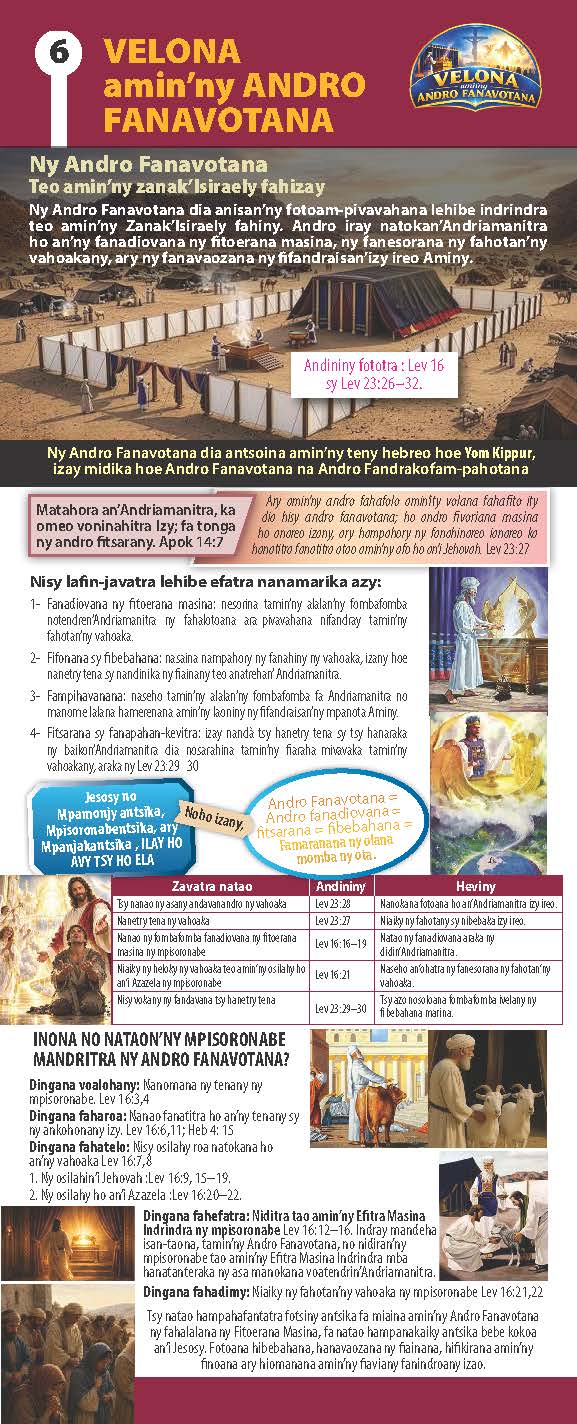 6
VELONA
amin'ny ANDRO
FANAVOTANA
VELONA
amin'ny
ANDRO FANAVOTANA
Ny Andro Fanavotana
Teo amin'ny zanak'Isiraely fahizay
Ny Andro Fanavotana dia anisan'ny fotoam-pivavahana lehibe indrindra
teo amin'ny Zanak'Isiraely fahiny. Andro iray natokan'Andriamanitra
ho an'ny fanadiovana ny fitoerana masina, ny fanesorana ny fahotan'ny
vahoakany, ary ny fanavaozana ny fifandraisan'izy ireo Aminy.
Andininy fototra : Lev 16
sy Lev 23:26–32.
Ny Andro Fanavotana dia antsoina amin'ny teny hebreo hoe Yom Kippur,
izay midika hoe Andro Fanavotana na Andro Fandrakofam-pahotana
Matahora an'Andriamanitra, ka
omeo voninahitra Izy; fa tonga
ny andro fitsarany. Apok 14:7
Ary amin'ny andro fahafolo amin'ity volana fahafito ity
dia hisy andro fanavotana; ho andro fivoriana masina
ho anareo izany, ary hampahory ny fanahinareo ianareo ka
hanatitra fanatitra atao amin'ny afo ho an'i Jehovah. Lev 23:27
Nisy lafin-javatra lehibe efatra nanamarika azy:
1- Fanadiovana ny fitoerana masina: nesorina tamin'ny alalan'ny fombafomba
notendren'Andriamanitra ny fahalotoana ara-pivavahana nifandray tamin'ny
fahotan'ny vahoaka.
2- Fifonana sy fibebahana: nasaina nampahory ny fanahiny ny vahoaka, izany hoe
nanetry tena sy nandinika ny fiainany teo anatrehan' Andriamanitra.
3- Fampihavanana: naseho tamin'ny alalan'ny fombafomba fa Andriamanitra no
manome lalana hamerenana amin'ny laoniny ny fifandraisan'ny mpanota Aminy.
4- Fitsarana sy fanapahan-kevitra: izay nandà tsy hanetry tena sy tsy hanaraka
ny baikon'Andriamanitra dia nosarahina tamin'ny fiaraha mivavaka tamin'ny
vahoakany, araka ny Lev 23:29 30
Jesosy no
Mpamonjy antsika,
Mpisoronabentsika, ary
Mpanjakantsika , ILAY HO
AVY TSY HO ELA
Noho izany,
Andro Fanavotana =
Andro fanadiovana =
fitsarana = fibebahana =
Famaranana ny olana
momba ny ota.
Zavatra natao Andininy Heviny
Tsy nanao ny asany andavanandro ny vahoaka Lev 23:28 Nanokana fotoana ho an'Andriamanitra izy ireo.
Nanetry tena ny vahoaka Lev 23:27 Niaiky ny fahotany sy nibebaka izy ireo.
Nanao ny fombafomba fanadiovana ny fitoerana
masina ny mpisoronabe Lev 16:16–19 Natao ny fanadiovana araka ny
didin'Andriamanitra.
Niaiky ny heloky ny vahoaka teo amin'ny osilahy ho
an'i Azazela ny mpisoronabe Lev 16:21 Naseho an'ohatra ny fanesorana ny fahotan'ny
vahoaka.
Nisy vokany ny fandavana tsy hanetry tena Lev 23:29–30 Tsy azo nosoloana fombafomba ivelany ny
fibebahana marina.
INONA NO NATAON'NY MPISORONABE
MANDRITRA NY ANDRO FANAVOTANA?
Dingana voalohany: Nanomana ny tenany ny
mpisoronabe. Lev 16:3,4
Dingana faharoa: Nanao fanatitra ho an'ny tenany sy
ny ankohonany izy. Lev 16:6,11; Heb 4: 15
Dingana fahatelo: Nisy osilahy roa natokana ho
an'ny vahoaka Lev 16:7,8
1. Ny osilahin'i Jehovah :Lev 16:9, 15–19.
2. Ny osilahy ho an'i Azazela :Lev 16:20–22.
Dingana fahefatra: Niditra tao amin'ny Efitra Masina
Indrindra ny mpisoronabe Lev 16:12–16. Indray mandeha
isan-taona, tamin'ny Andro Fanavotana, no nidiran'ny
mpisoronabe tao amin'ny Efitra Masina Indrindra mba
hanatanteraka ny asa manokana voatendrin'Andriamanitra.
Dingana fahadimy: Niaiky ny fahotan'ny vahoaka ny mpisoronabe Lev 16:21,22
Tsy natao hampahafantatra fotsiny antsika fa miaina amin'ny Andro Fanavotana
ny fahalalana ny Fitoerana Masina, fa natao hampanakaiky antsika bebe kokoa
an'i Jesosy. Fotoana hibebahana, hanavaozana ny fiainana, hifikirana amin'ny
finoana ary hiomanana amin'ny fiaviany fanindroany izao.